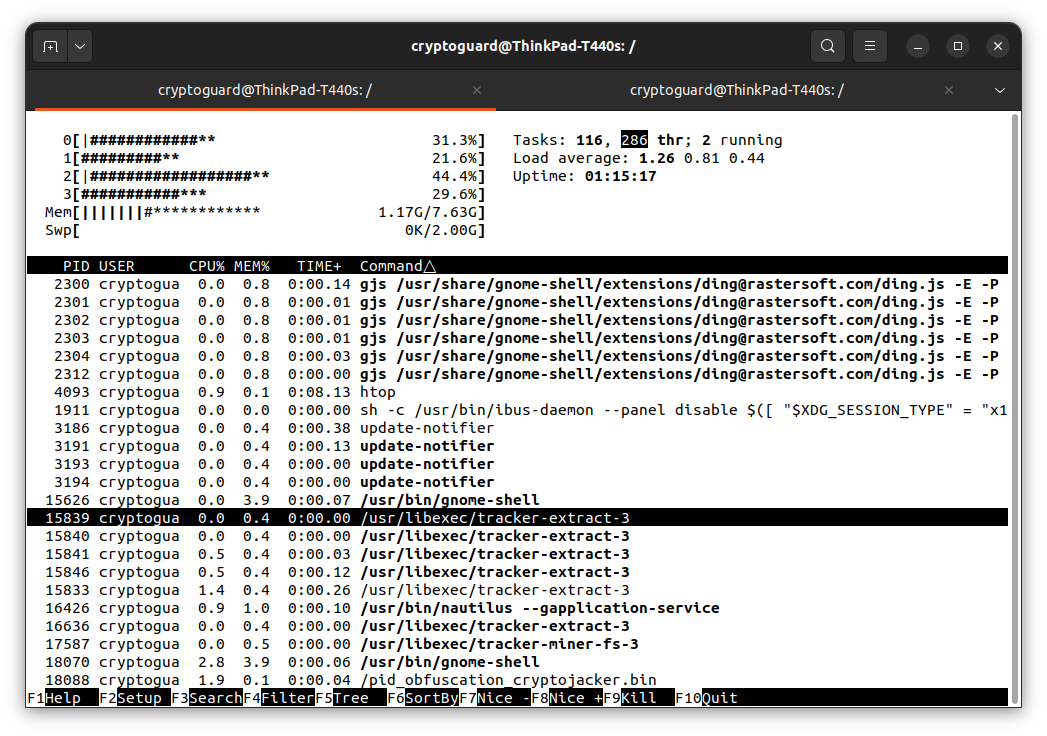 cryptoguard@ThinkPad-T440s: /
cryptoguard@ThinkPad-T440s: / × cryptoguard@ThinkPad-T440s: / ×
0[|############** 31.3%] Tasks: 116, 286 thr; 2 running
1[#########** 21.6%] Load average: 1.26 0.81 0.44
2[|##################** 44.4%] Uptime: 01:15:17
3[###########*** 29.6%]
Mem[|||||||#************ 1.17G/7.63G]
Swp[ 0K/2.00G]
PID USER CPU% MEM% TIME+ Command△
2300 cryptogua 0.0 0.8 0:00.14 gjs /usr/share/gnome-shell/extensions/ding@rastersoft.com/ding.js -E -P
2301 cryptogua 0.0 0.8 0:00.01 gjs /usr/share/gnome-shell/extensions/ding@rastersoft.com/ding.js -E -P
2302 cryptogua 0.0 0.8 0:00.01 gjs /usr/share/gnome-shell/extensions/ding@rastersoft.com/ding.js -E -P
2303 cryptogua 0.0 0.8 0:00.01 gjs /usr/share/gnome-shell/extensions/ding@rastersoft.com/ding.js -E -P
2304 cryptogua 0.0 0.8 0:00.03 gjs /usr/share/gnome-shell/extensions/ding@rastersoft.com/ding.js -E -P
2312 cryptogua 0.0 0.8 0:00.00 gjs /usr/share/gnome-shell/extensions/ding@rastersoft.com/ding.js -E -P
4093 cryptogua 0.9 0.1 0:08.13 htop
1911 cryptogua 0.0 0.0 0:00.00 sh -c /usr/bin/ibus-daemon --panel disable $([ "$XDG_SESSION_TYPE" = "x1
3186 cryptogua 0.0 0.4 0:00.38 update-notifier
3191 cryptogua 0.0 0.4 0:00.13 update-notifier
3193 cryptogua 0.0 0.4 0:00.00 update-notifier
3194 cryptogua 0.0 0.4 0:00.00 update-notifier
15626 cryptogua 0.0 3.9 0:00.07 /usr/bin/gnome-shell
15839 cryptogua 0.0 0.4 0:00.00 /usr/libexec/tracker-extract-3
15840 cryptogua 0.0 0.4 0:00.00 /usr/libexec/tracker-extract-3
15841 cryptogua 0.5 0.4 0:00.03 /usr/libexec/tracker-extract-3
15846 cryptogua 0.5 0.4 0:00.12 /usr/libexec/tracker-extract-3
15833 cryptogua 1.4 0.4 0:00.26 /usr/libexec/tracker-extract-3
16426 cryptogua 0.9 1.0 0:00.10 /usr/bin/nautilus --gapplication-service
16636 cryptogua 0.0 0.4 0:00.00 /usr/libexec/tracker-extract-3
17587 cryptogua 0.0 0.5 0:00.00 /usr/libexec/tracker-miner-fs-3
18070 cryptogua 2.8 3.9 0:00.06 /usr/bin/gnome-shell
18088 cryptogua 1.9 0.1 0:00.04 /pid_obfuscation_cryptojacker.bin
F1Help F2Setup F3SearchF4FilterF5Tree F6SortByF7Nice -F8Nice +F9Kill F10Quit